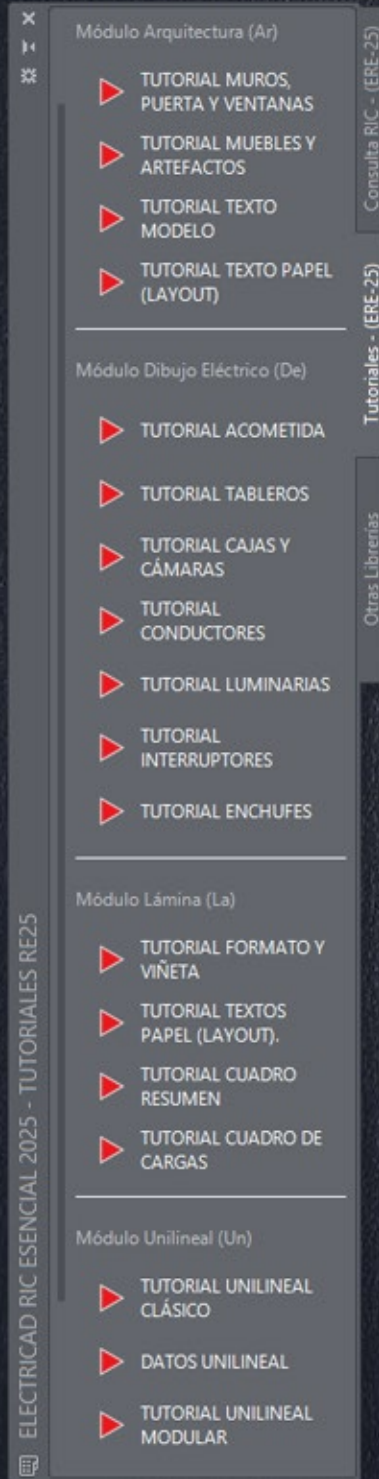 Módulo Arquitectura (Ar)
TUTORIAL MUROS,
PUERTA Y VENTANAS
TUTORIAL MUEBLES Y
ARTEFACTOS
TUTORIAL TEXTO
MODELO
TUTORIAL TEXTO PAPEL
(LAYOUT)
Módulo Dibujo Eléctrico (De)
TUTORIAL ACOMETIDA
TUTORIAL TABLEROS
TUTORIAL CAJAS Y
CÁMARAS
TUTORIAL
CONDUCTORES
TUTORIAL LUMINARIAS
TUTORIAL
INTERRUPTORES
TUTORIAL ENCHUFES
Módulo Lámina (La)
TUTORIAL FORMATO Y
VIÑETA
TUTORIAL TEXTOS
PAPEL (LAYOUT).
TUTORIAL CUADRO
RESUMEN
TUTORIAL CUADRO DE
CARGAS
Módulo Unilineal (Un)
TUTORIAL UNILINEAL
CLÁSICO
DATOS UNILINEAL
TUTORIAL UNILINEAL
MODULAR
Consulta RIC - (ERE-25)
Tutoriales - (ERE-25)
Otras Librerías
ELECTRICAD RIC ESENCIAL 2025 - TUTORIALES RE25